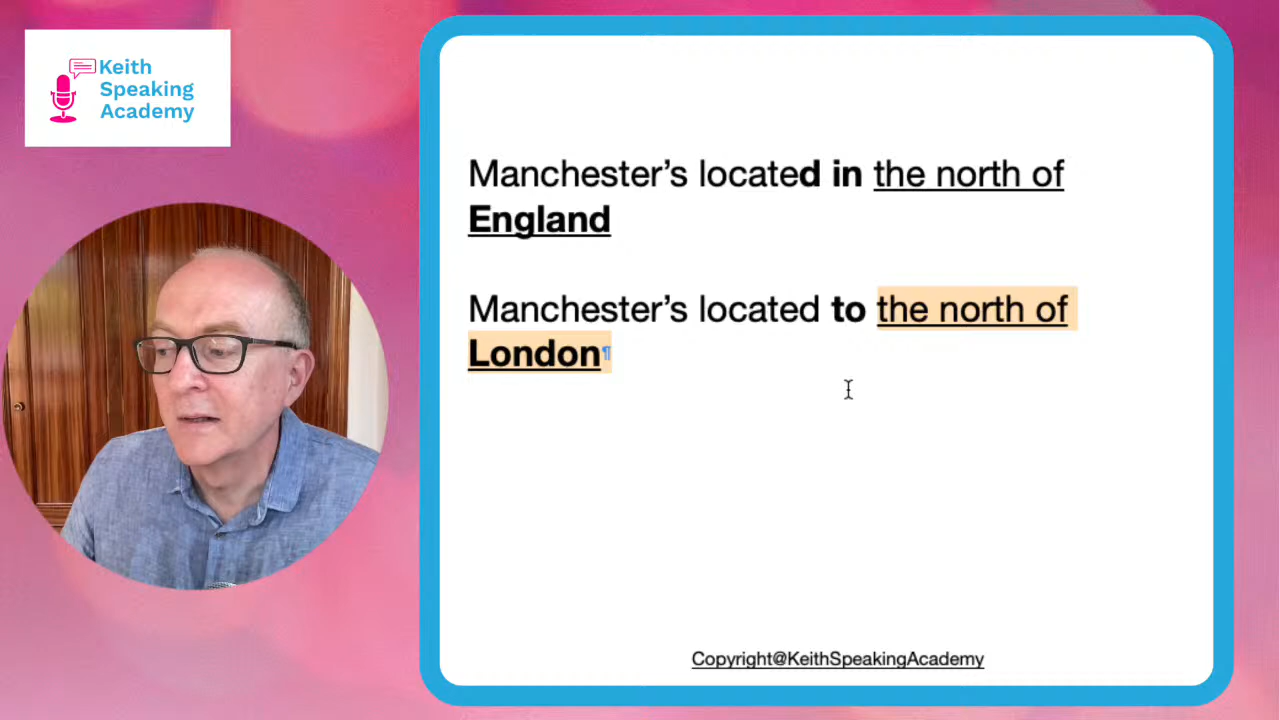 Keith
Speaking
Academy
Manchester’s located in the north of
England
Manchester’s located to the north of
London¶
Copyright@KeithSpeakingAcademy